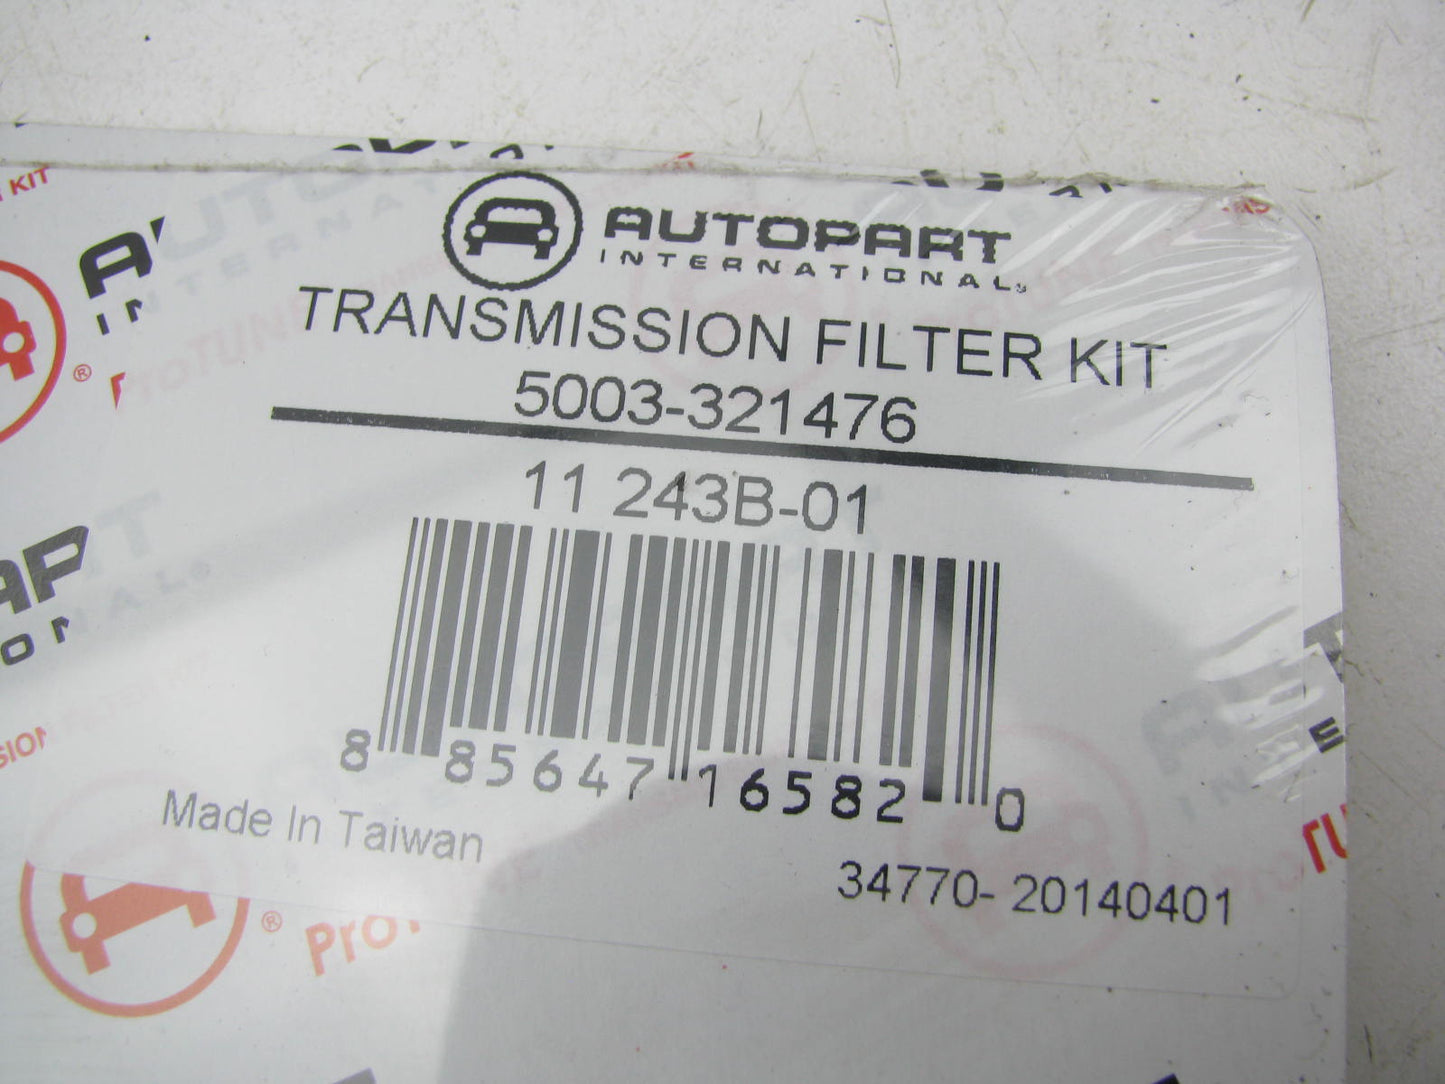 AUTOPART
INTERNATIONAL
TRANSMISSION FILTER KIT
5003-321476
11 243B-01
8 85647 16582 0
Made In Taiwan
34770- 20140401
KIT
®
®